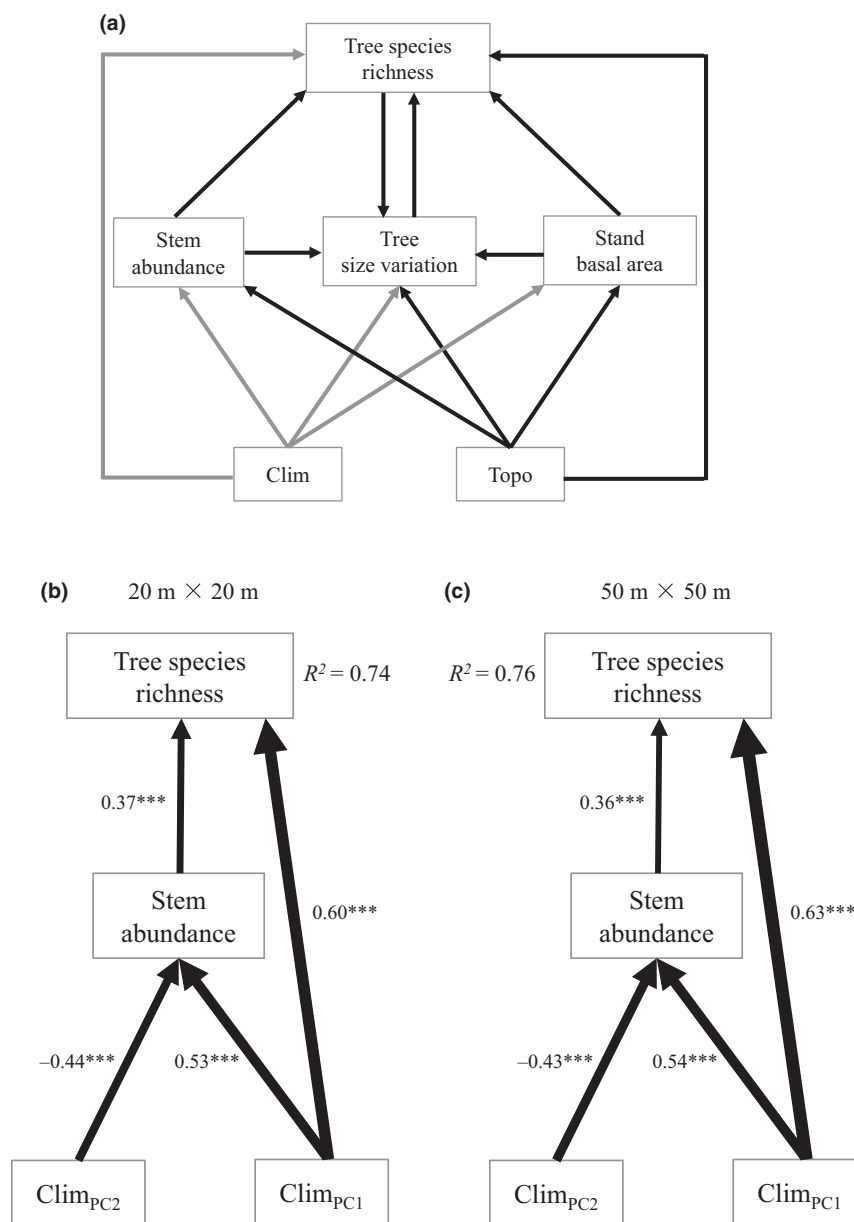 (a)
Tree species
richness
Stem
abundance
Tree
size variation
Stand
basal area
Clim
Topo
(b) 20 m × 20 m
Tree species
richness
R² = 0.74
0.37***
Stem
abundance
0.60***
–0.44***
0.53***
Clim_PC2
Clim_PC1
(c) 50 m × 50 m
R² = 0.76
Tree species
richness
0.36***
Stem
abundance
0.63***
–0.43***
0.54***
Clim_PC2
Clim_PC1